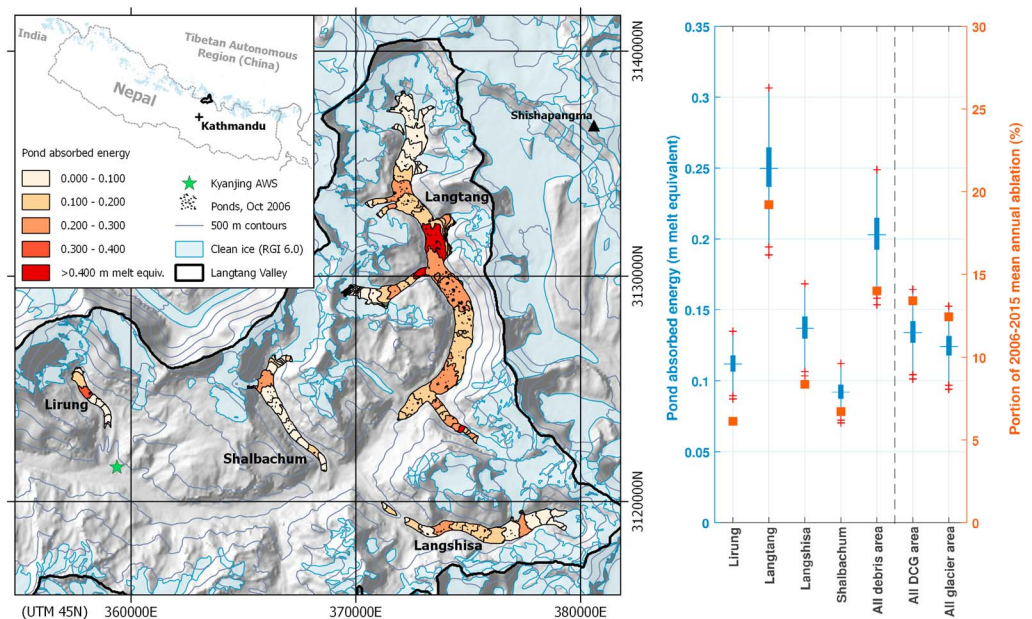 India
Tibetan Autonomous
Region (China)
Nepal
Kathmandu
Pond absorbed energy
0.000 - 0.100
0.100 - 0.200
0.200 - 0.300
0.300 - 0.400
>0.400 m melt equiv.
Kyanjing AWS
Ponds, Oct 2006
500 m contours
Clean ice (RGI 6.0)
Langtang Valley
Shishapangma
Langtang
Lirung
Shalbachum
Langshisa
3140000N
3130000N
3120000N
(UTM 45N)
360000E
370000E
380000E
Pond absorbed energy (m melt equivalent)
0.35
0.3
0.25
0.2
0.15
0.1
0.05
0
30
25
20
15
10
5
0
Portion of 2006-2015 mean annual ablation (%)
Lirung
Langtang
Langshisa
Shalbachum
All debris area
All DCG area
All glacier area